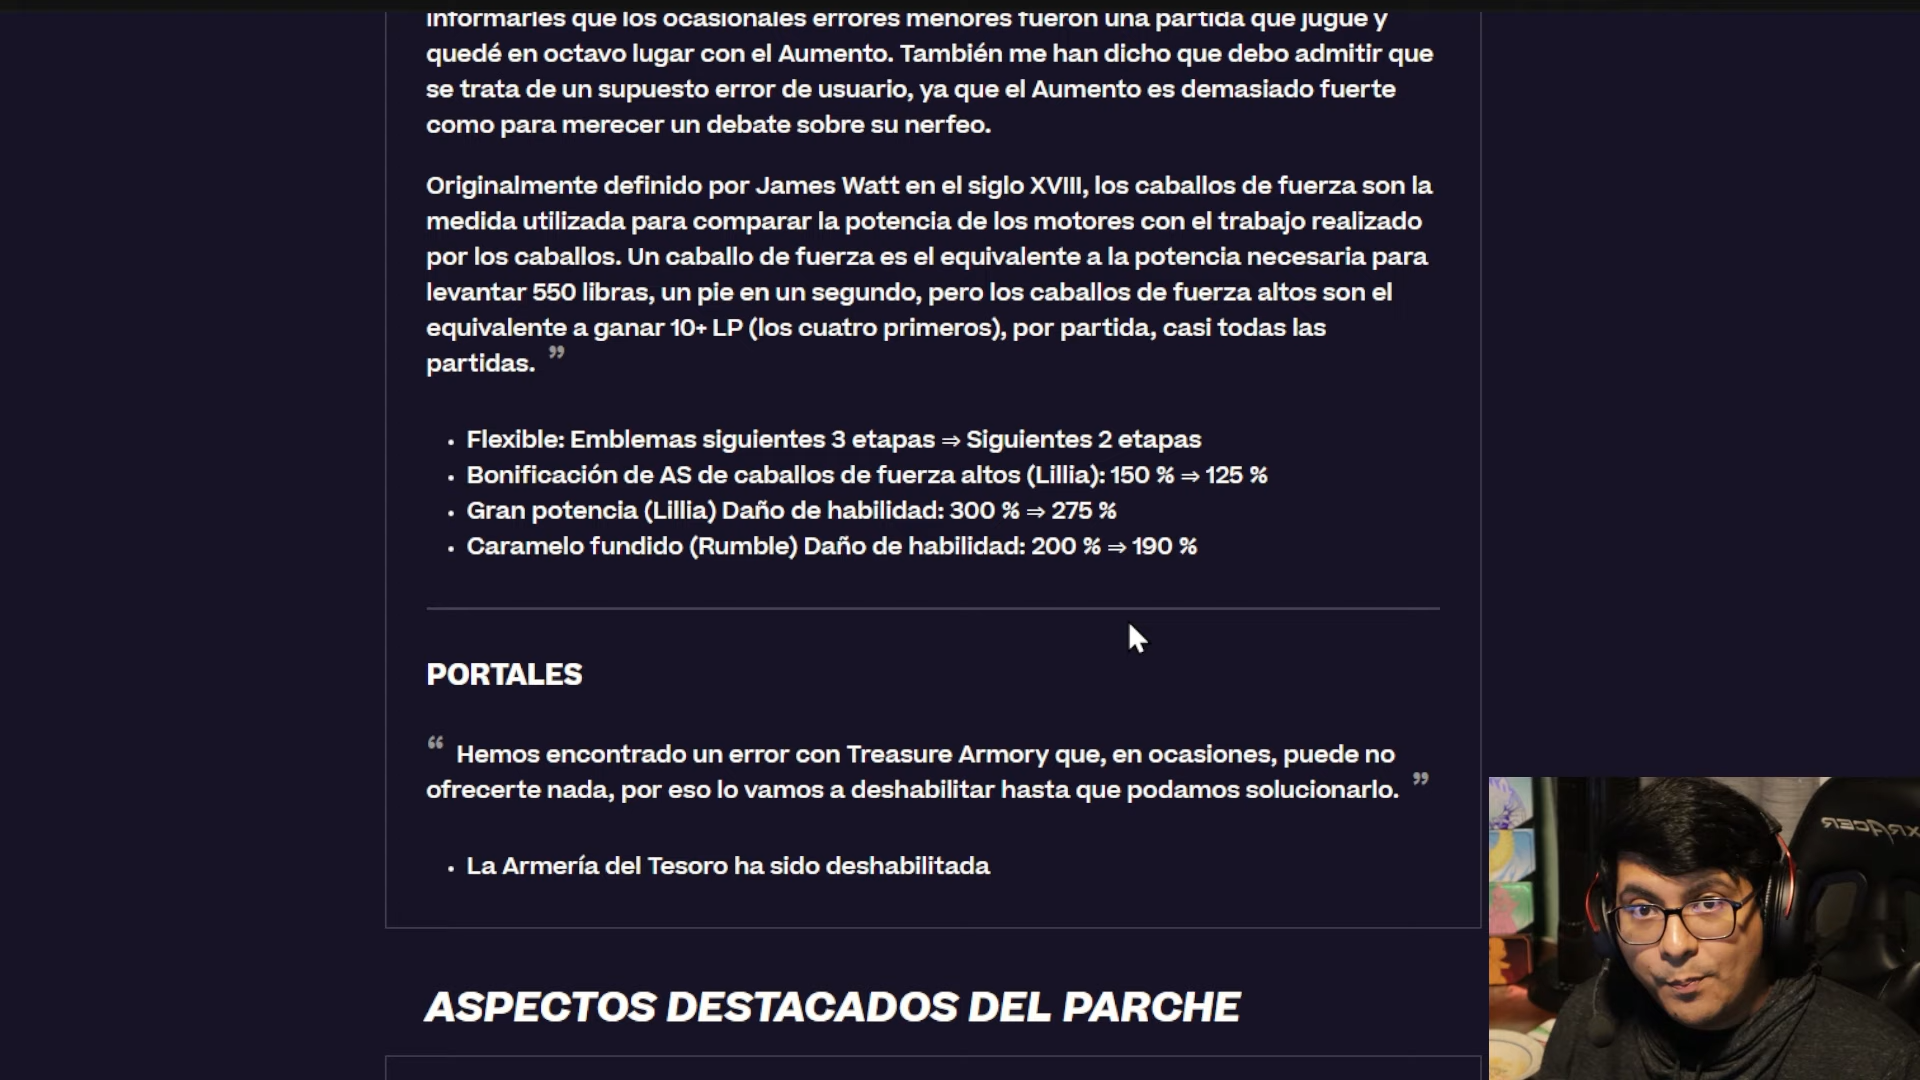 informarles que los ocasionales errores menores fueron una partida que jugué y
quedé en octavo lugar con el Aumento. También me han dicho que debo admitir que
se trata de un supuesto error de usuario, ya que el Aumento es demasiado fuerte
como para merecer un debate sobre su nerfeo.
Originalmente definido por James Watt en el siglo XVIII, los caballos de fuerza son la
medida utilizada para comparar la potencia de los motores con el trabajo realizado
por los caballos. Un caballo de fuerza es el equivalente a la potencia necesaria para
levantar 550 libras, un pie en un segundo, pero los caballos de fuerza altos son el
equivalente a ganar 10+ LP (los cuatro primeros), por partida, casi todas las
partidas. ”
• Flexible: Emblemas siguientes 3 etapas ⇒ Siguientes 2 etapas
• Bonificación de AS de caballos de fuerza altos (Lillia): 150 % ⇒ 125 %
• Gran potencia (Lillia) Daño de habilidad: 300 % ⇒ 275 %
• Caramelo fundido (Rumble) Daño de habilidad: 200 % ⇒ 190 %
PORTALES
“ Hemos encontrado un error con Treasure Armory que, en ocasiones, puede no
ofrecerte nada, por eso lo vamos a deshabilitar hasta que podamos solucionarlo. ”
• La Armería del Tesoro ha sido deshabilitada
ASPECTOS DESTACADOS DEL PARCHE